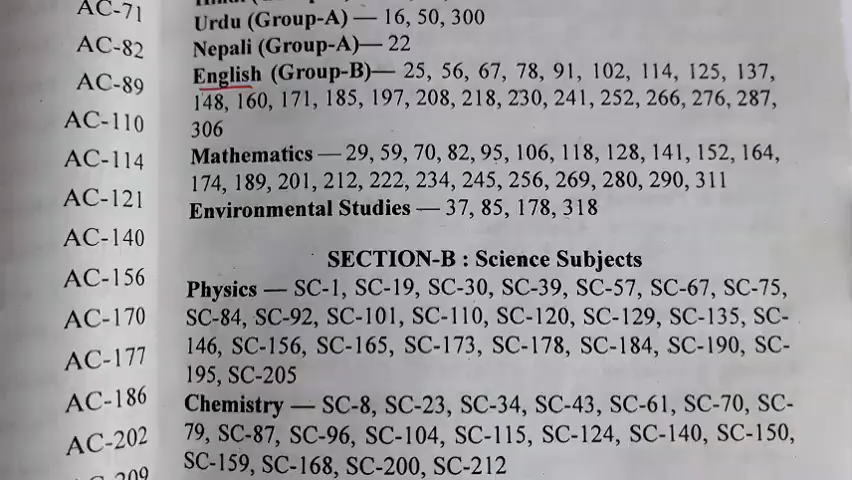 AC-71
AC-82
AC-89
AC-110
AC-114
AC-121
AC-140
AC-156
AC-170
AC-177
AC-186
AC-202
209
Urdu (Group-A) — 16, 50, 300
Nepali (Group-A)— 22
English (Group-B)— 25, 56, 67, 78, 91, 102, 114, 125, 137,
148, 160, 171, 185, 197, 208, 218, 230, 241, 252, 266, 276, 287,
306
Mathematics — 29, 59, 70, 82, 95, 106, 118, 128, 141, 152, 164,
174, 189, 201, 212, 222, 234, 245, 256, 269, 280, 290, 311
Environmental Studies — 37, 85, 178, 318
SECTION-B : Science Subjects
Physics — SC-1, SC-19, SC-30, SC-39, SC-57, SC-67, SC-75,
SC-84, SC-92, SC-101, SC-110, SC-120, SC-129, SC-135, SC-
146, SC-156, SC-165, SC-173, SC-178, SC-184, SC-190, SC-
195, SC-205
Chemistry — SC-8, SC-23, SC-34, SC-43, SC-61, SC-70, SC-
79, SC-87, SC-96, SC-104, SC-115, SC-124, SC-140, SC-150,
SC-159, SC-168, SC-200, SC-212